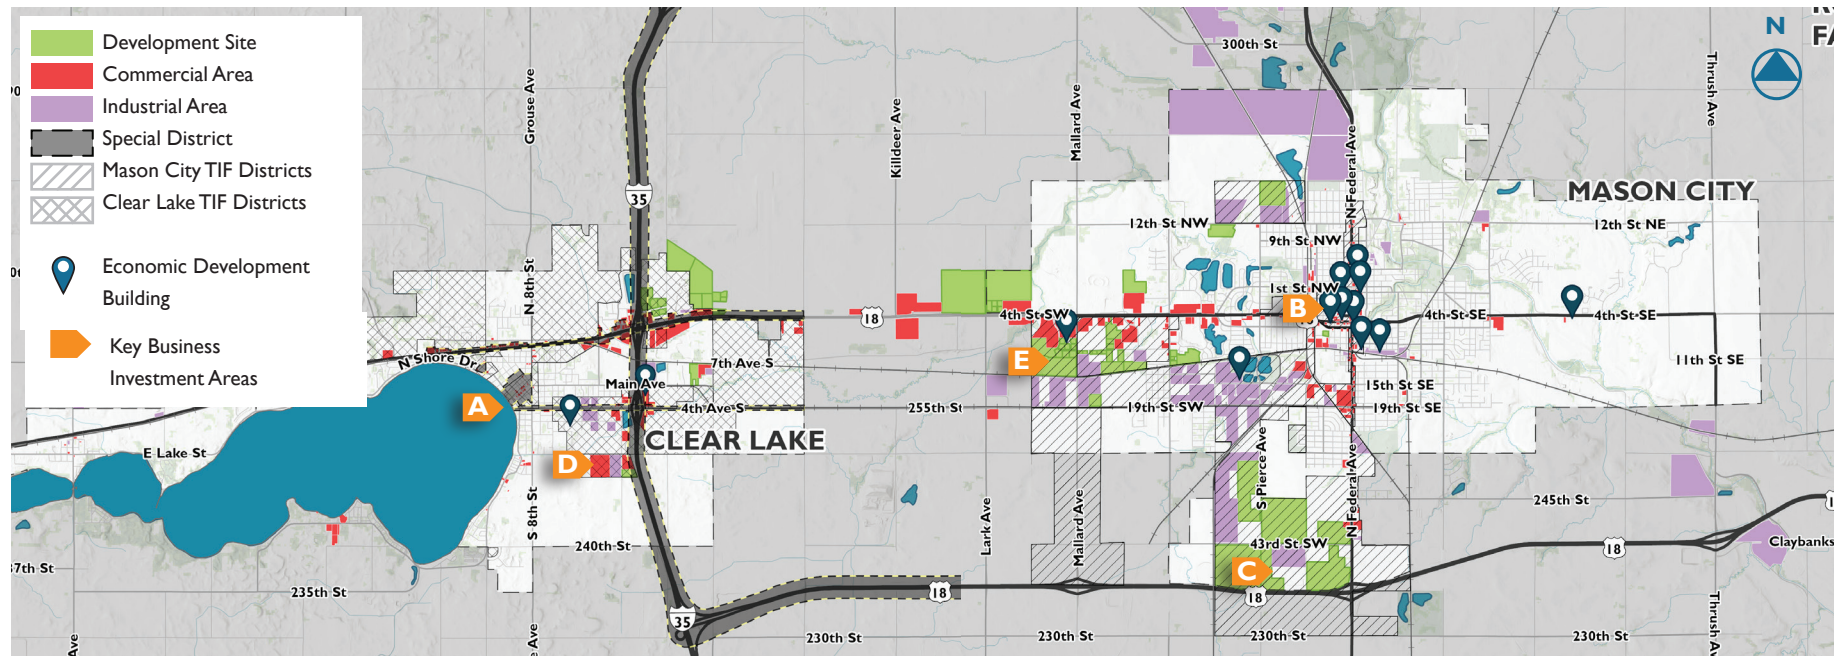 Development Site
Commercial Area
Industrial Area
Special District
Mason City TIF Districts
Clear Lake TIF Districts
Economic Development
Building
Key Business
Investment Areas
N
300th St
Grouse Ave
Killdeer Ave
Mallard Ave
N Federal Ave
Thrush Ave
35
MASON CITY
12th St NW
12th St NE
9th St NW
N 8th St
1st St NW
B
18
4th St SW
4th St SE
4th St SE
N Shore Dr
7th Ave S
E
11th St SE
Main Ave
15th St SE
A
4th Ave S
255th St
19th St SW
19th St SE
CLEAR LAKE
E Lake St
D
S 8th St
Lark Ave
Mallard Ave
S Pierce Ave
N Federal Ave
245th St
240th St
43rd St SW
18
Claybanks
37th St
C
235th St
18
18
35
230th St
230th St
230th St
230th St
Thrush Av
Ave
e Ave